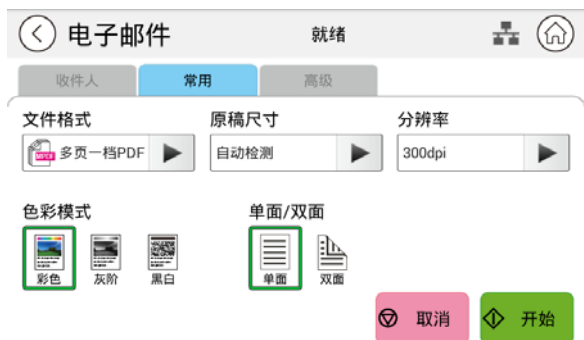 电子邮件 就绪
收件人 常用 高级
文件格式 原稿尺寸 分辨率
MPDF 多页一档PDF 自动检测 300dpi
色彩模式 单面/双面
彩色 灰阶 黑白 单面 双面
取消 开始